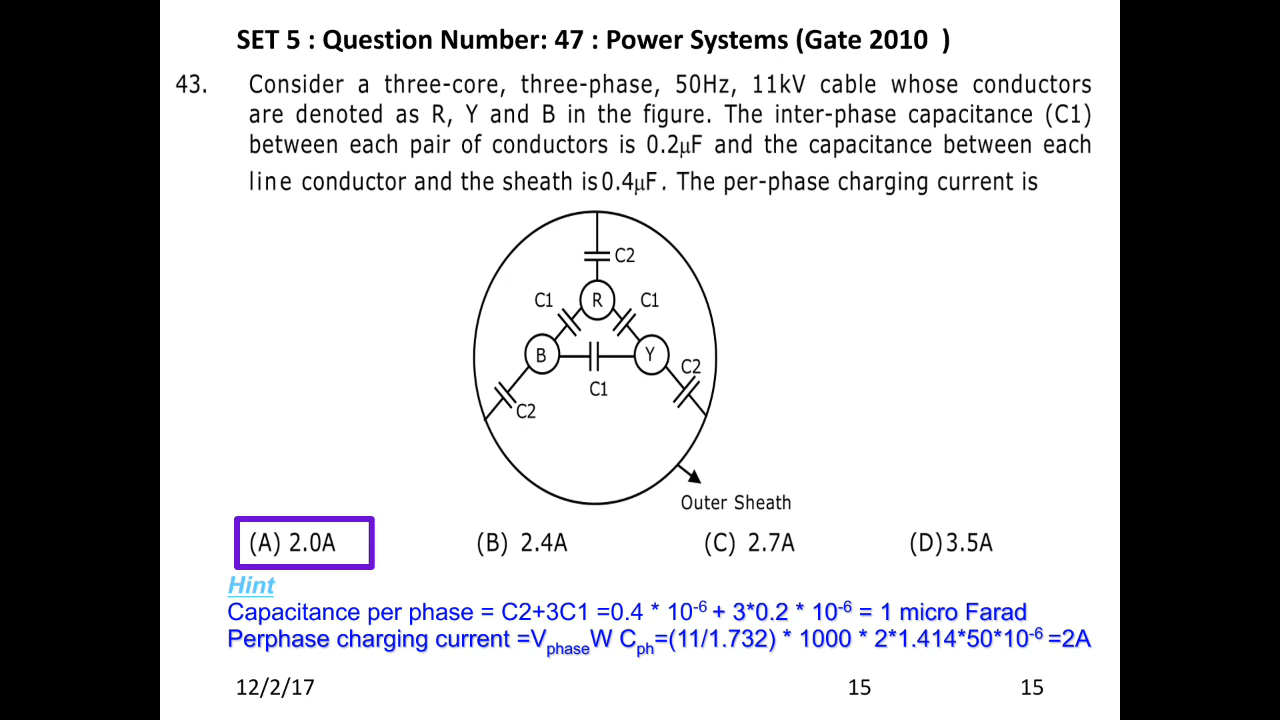 SET 5 : Question Number: 47 : Power Systems (Gate 2010 )
43. Consider a three-core, three-phase, 50Hz, 11kV cable whose conductors
are denoted as R, Y and B in the figure. The inter-phase capacitance (C1)
between each pair of conductors is 0.2μF and the capacitance between each
line conductor and the sheath is 0.4μF. The per-phase charging current is
C2
C1 R C1
B Y
C2
C1
C2
Outer Sheath
(A) 2.0A (B) 2.4A (C) 2.7A (D) 3.5A
Hint
Capacitance per phase = C2+3C1 =0.4 * 10-6 + 3*0.2 * 10-6 = 1 micro Farad
Perphase charging current =VphaseW Cph=(11/1.732) * 1000 * 2*1.414*50*10-6 =2A
12/2/17 15 15